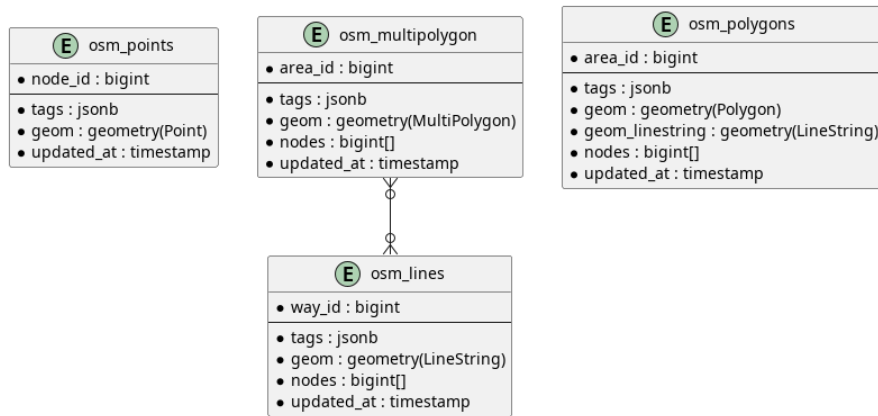 E osm_points
node_id : bigint
tags : jsonb
geom : geometry(Point)
updated_at : timestamp
E osm_multipolygon
area_id : bigint
tags : jsonb
geom : geometry(MultiPolygon)
nodes : bigint[]
updated_at : timestamp
E osm_polygons
area_id : bigint
tags : jsonb
geom : geometry(Polygon)
geom_linestring : geometry(LineString)
nodes : bigint[]
updated_at : timestamp
E osm_lines
way_id : bigint
tags : jsonb
geom : geometry(LineString)
nodes : bigint[]
updated_at : timestamp